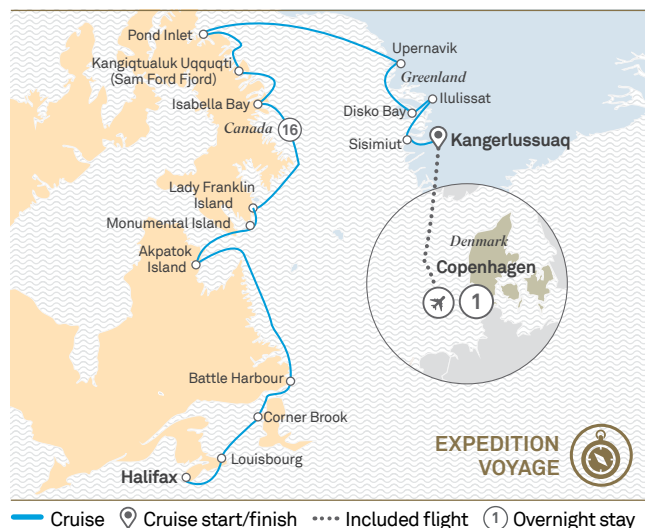 Pond Inlet
Kangiqtualuk Uqquqti
(Sam Ford Fjord)
Isabella Bay
Canada
16
Upernavik
Greenland
Ilulissat
Disko Bay
Sisimiut
Kangerlussuaq
Lady Franklin
Island
Monumental Island
Akpatok
Island
Denmark
Copenhagen
1
Battle Harbour
Corner Brook
Louisbourg
Halifax
EXPEDITION
VOYAGE
Cruise
Cruise start/finish
Included flight
1 Overnight stay